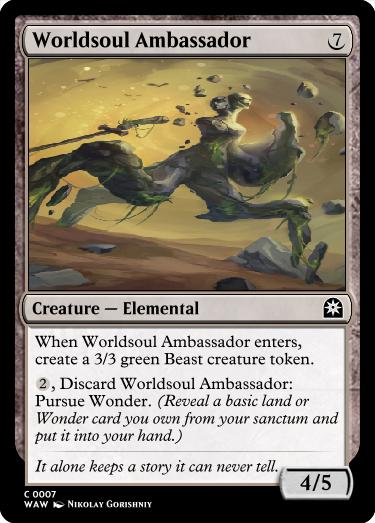 Worldsoul Ambassador 7
Creature — Elemental
When Worldsoul Ambassador enters,
create a 3/3 green Beast creature token.
2, Discard Worldsoul Ambassador:
Pursue Wonder. (Reveal a basic land or
Wonder card you own from your sanctum and
put it into your hand.)
It alone keeps a story it can never tell.
4/5
C 0007
WAW Nikolay Gorishniy